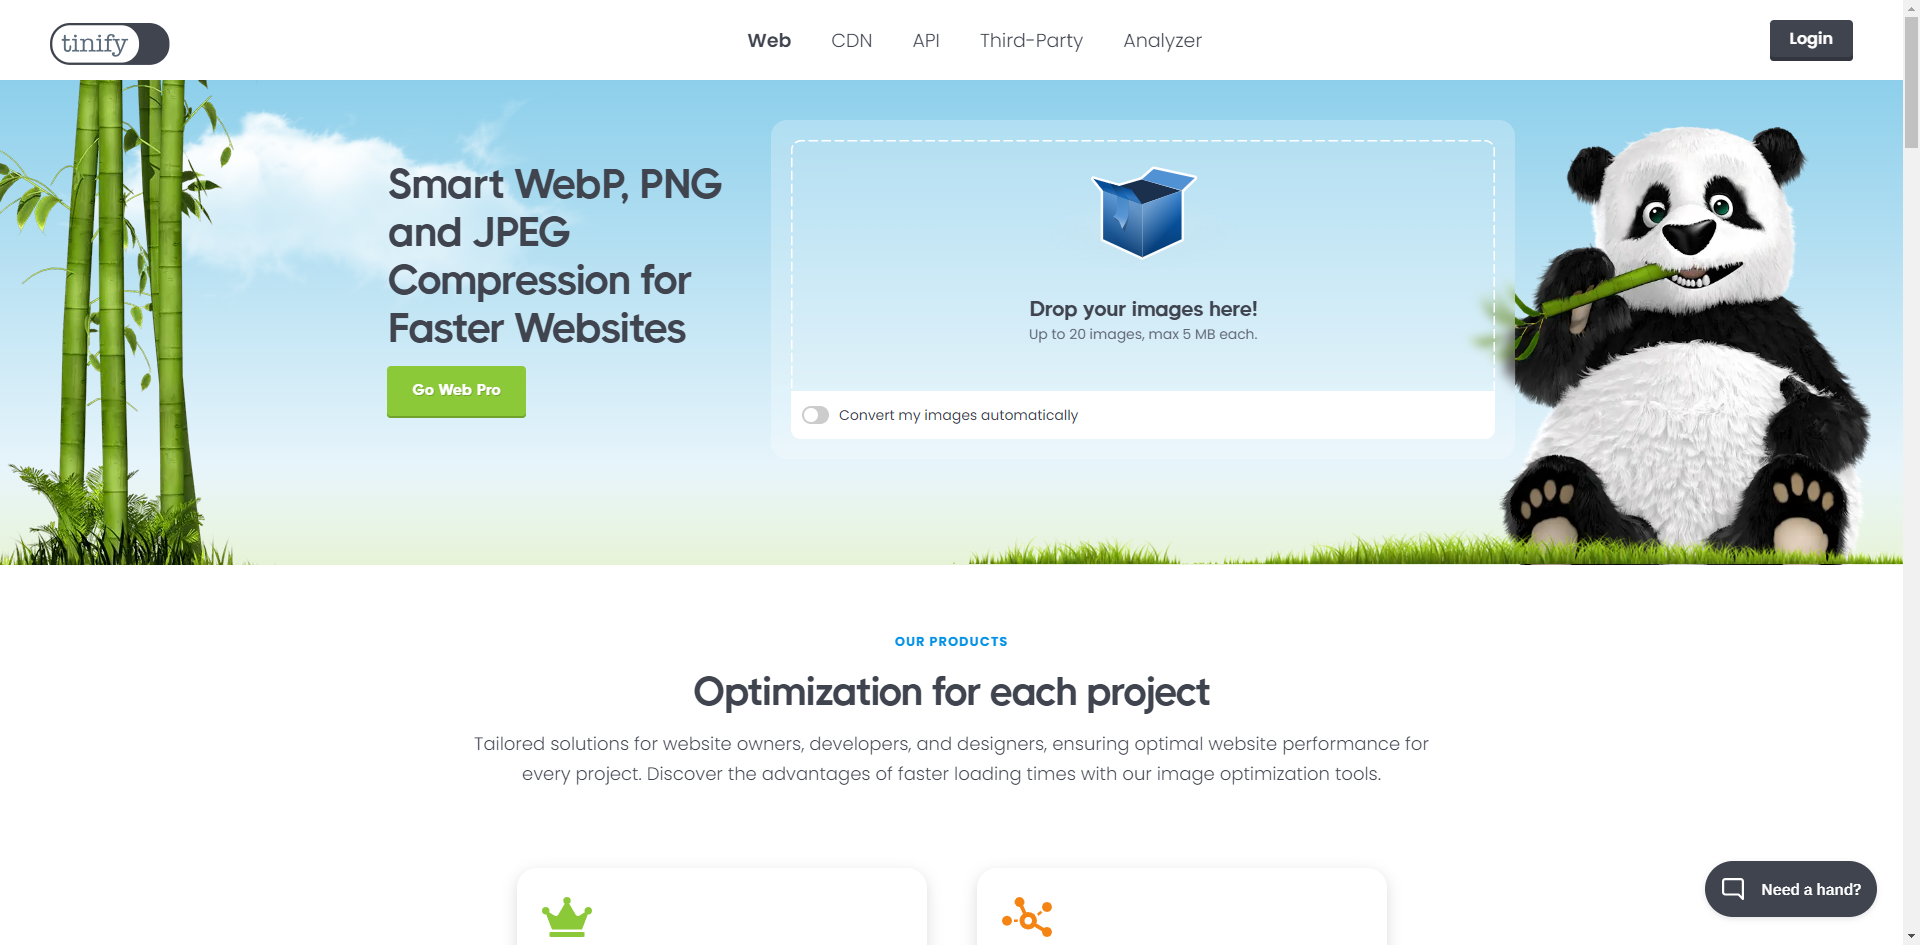 tinify
Web
CDN
API
Third-Party
Analyzer
Login
Smart WebP, PNG
and JPEG
Compression for
Faster Websites
Go Web Pro
Drop your images here!
Up to 20 images, max 5 MB each.
Convert my images automatically
OUR PRODUCTS
Optimization for each project
Tailored solutions for website owners, developers, and designers, ensuring optimal website performance for
every project. Discover the advantages of faster loading times with our image optimization tools.
Need a hand?